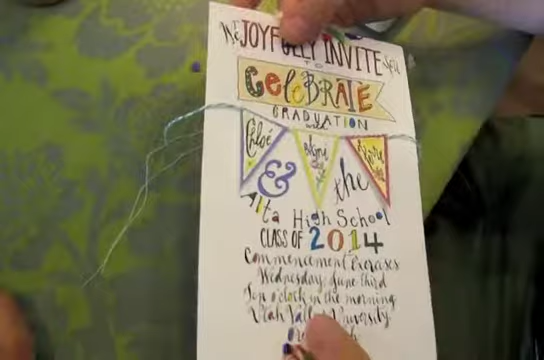 We JOYFULLY INVITE You
TO
CELEBRATE
GRADUATION
with
Chloé
& the
Alta High School
CLASS OF 2014
Commencement Exercises
Wednesday, June third
Ten o'clock in the morning
Utah Valley University